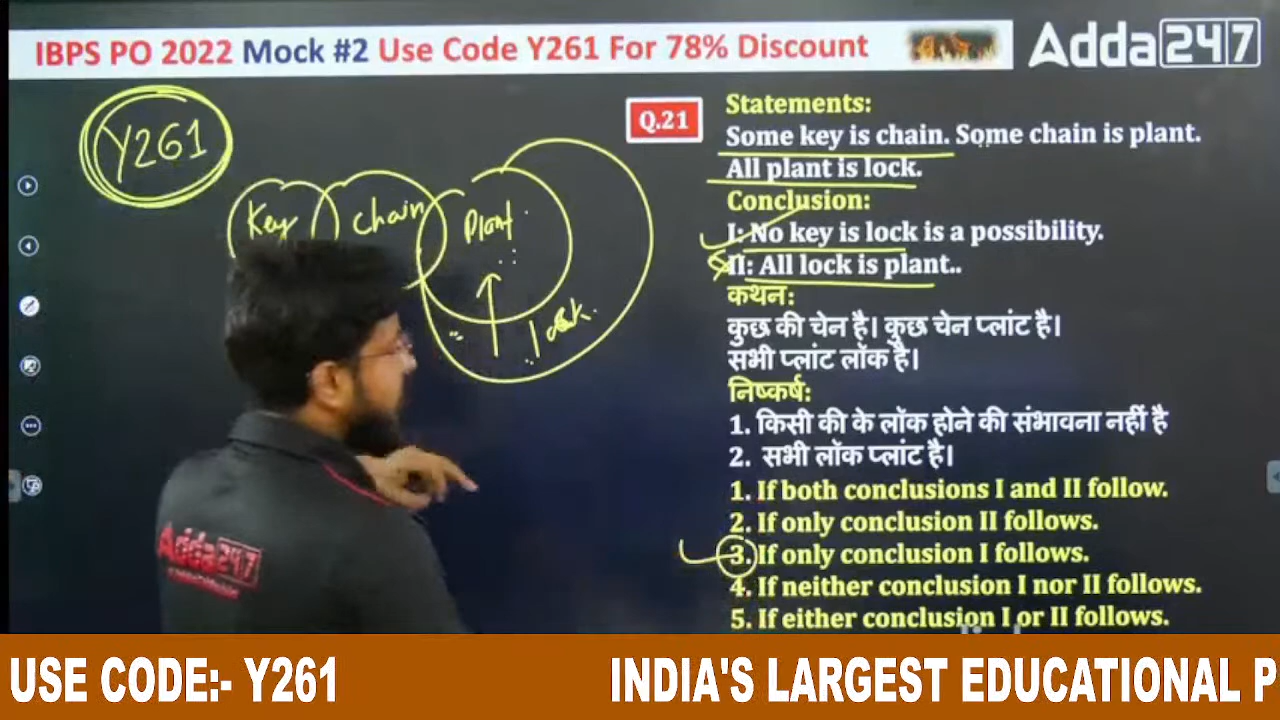 IBPS PO 2022 Mock #2 Use Code Y261 For 78% Discount
Adda247
Y261
Key
Chain
Plant
Lock
Q.21
Statements:
Some key is chain. Some chain is plant.
All plant is lock.
Conclusion:
I: No key is lock is a possibility.
II: All lock is plant..
कथन:
कुछ की चेन है। कुछ चेन प्लांट है।
सभी प्लांट लॉक है।
निष्कर्ष:
1. किसी की के लॉक होने की संभावना नहीं है
2. सभी लॉक प्लांट है।
1. If both conclusions I and II follow.
2. If only conclusion II follows.
3. If only conclusion I follows.
4. If neither conclusion I nor II follows.
5. If either conclusion I or II follows.
Adda247
USE CODE:- Y261
INDIA'S LARGEST EDUCATIONAL P